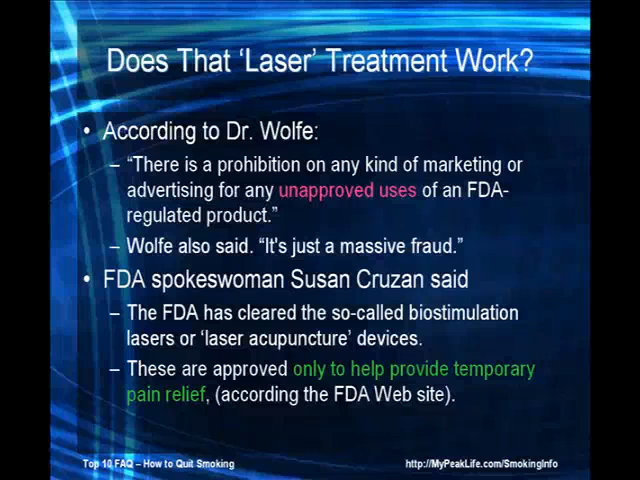 Does That ‘Laser’ Treatment Work?
• According to Dr. Wolfe:
– “There is a prohibition on any kind of marketing or
advertising for any unapproved uses of an FDA-
regulated product.”
– Wolfe also said. “It's just a massive fraud.”
• FDA spokeswoman Susan Cruzan said
– The FDA has cleared the so-called biostimulation
lasers or ‘laser acupuncture’ devices.
– These are approved only to help provide temporary
pain relief, (according the FDA Web site).
Top 10 FAQ – How to Quit Smoking
http://MyPeakLife.com/SmokingInfo